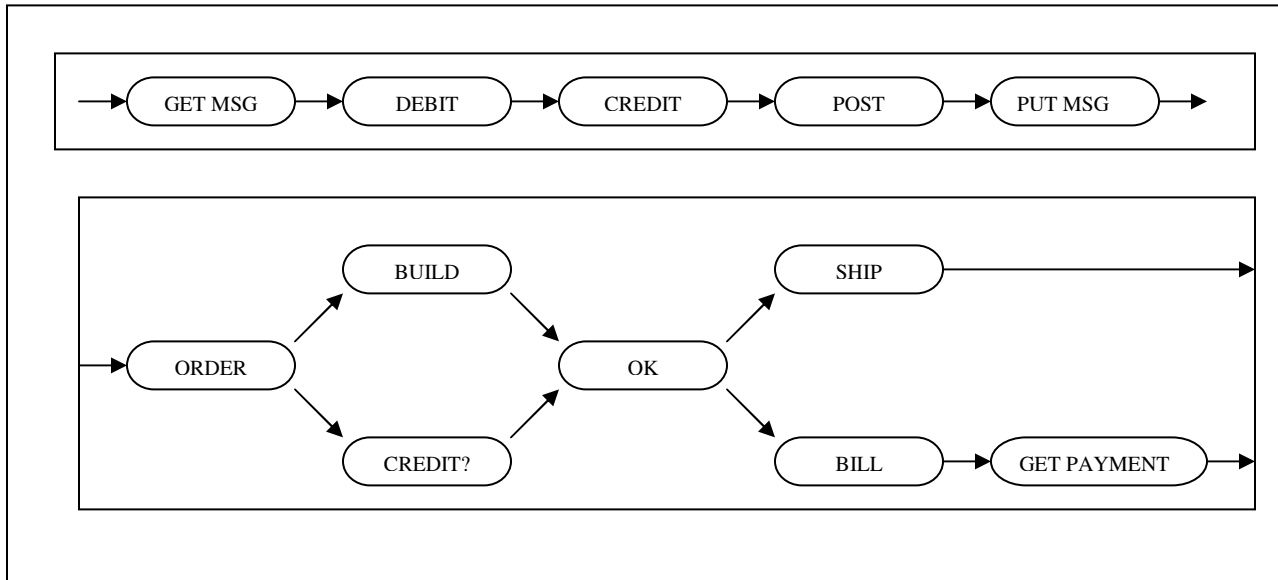 GET MSG DEBIT CREDIT POST PUT MSG
BUILD SHIP
ORDER OK
CREDIT? BILL GET PAYMENT